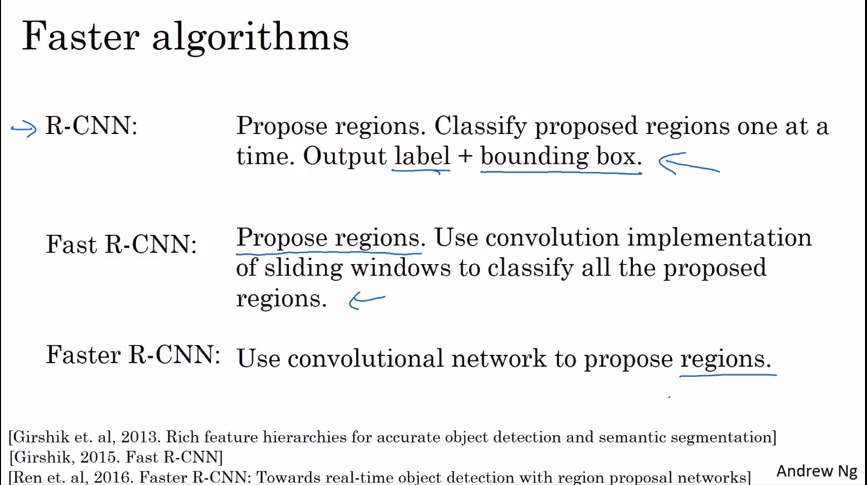 Faster algorithms
R-CNN: Propose regions. Classify proposed regions one at a
time. Output label + bounding box.
Fast R-CNN: Propose regions. Use convolution implementation
of sliding windows to classify all the proposed
regions.
Faster R-CNN: Use convolutional network to propose regions.
[Girshik et. al, 2013. Rich feature hierarchies for accurate object detection and semantic segmentation]
[Girshik, 2015. Fast R-CNN]
[Ren et. al, 2016. Faster R-CNN: Towards real-time object detection with region proposal networks]
Andrew Ng